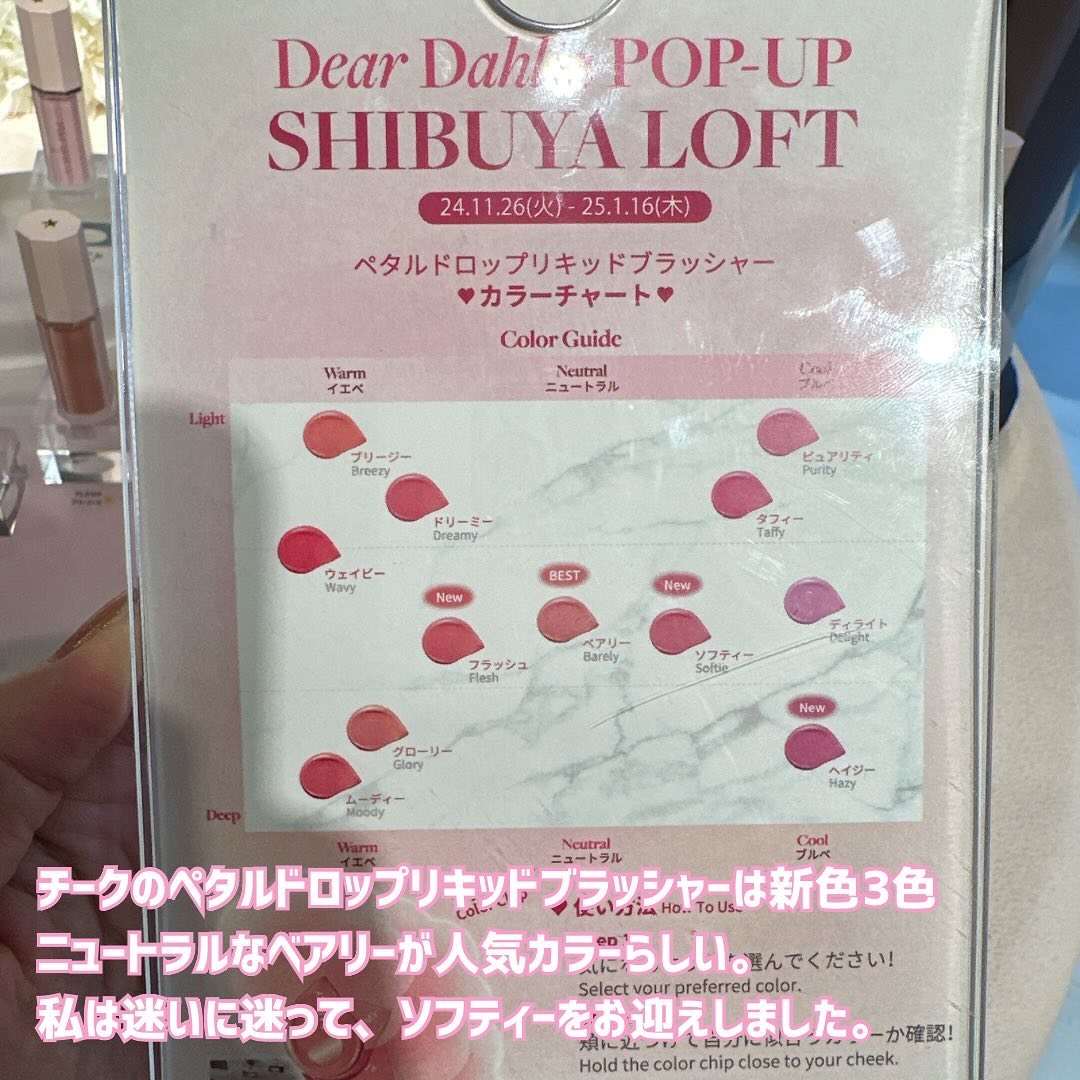 Dear Dahlia POP-UP
SHIBUYA LOFT
24.11.26(火) - 25.1.16(木)
ペタルドロップリキッドブラッシャー
♥カラーチャート♥
Color Guide
Warm Neutral Cool
イエベ ニュートラル ブルベ
Light
ブリージー
Breezy
ピュアリティ
Purity
ドリーミー
Dreamy
タフィー
Taffy
ウェイビー
Wavy
New
フラッシュ
Flesh
BEST
ベアリー
Barely
New
ソフティー
Softie
ディライト
Delight
グローリー
Glory
ムーディー
Moody
New
ヘイジー
Hazy
Deep
Warm Neutral Cool
イエベ ニュートラル ブルベ
チークのペタルドロップリキッドブラッシャーは新色3色
♥使い方法 How To Use
ニュートラルなベアリーが人気カラーらしい。
選んでください!
Select your preferred color.
私は迷いに迷って、ソフティーをお迎えしました。
か確認!
Hold the color chip close to your cheek.